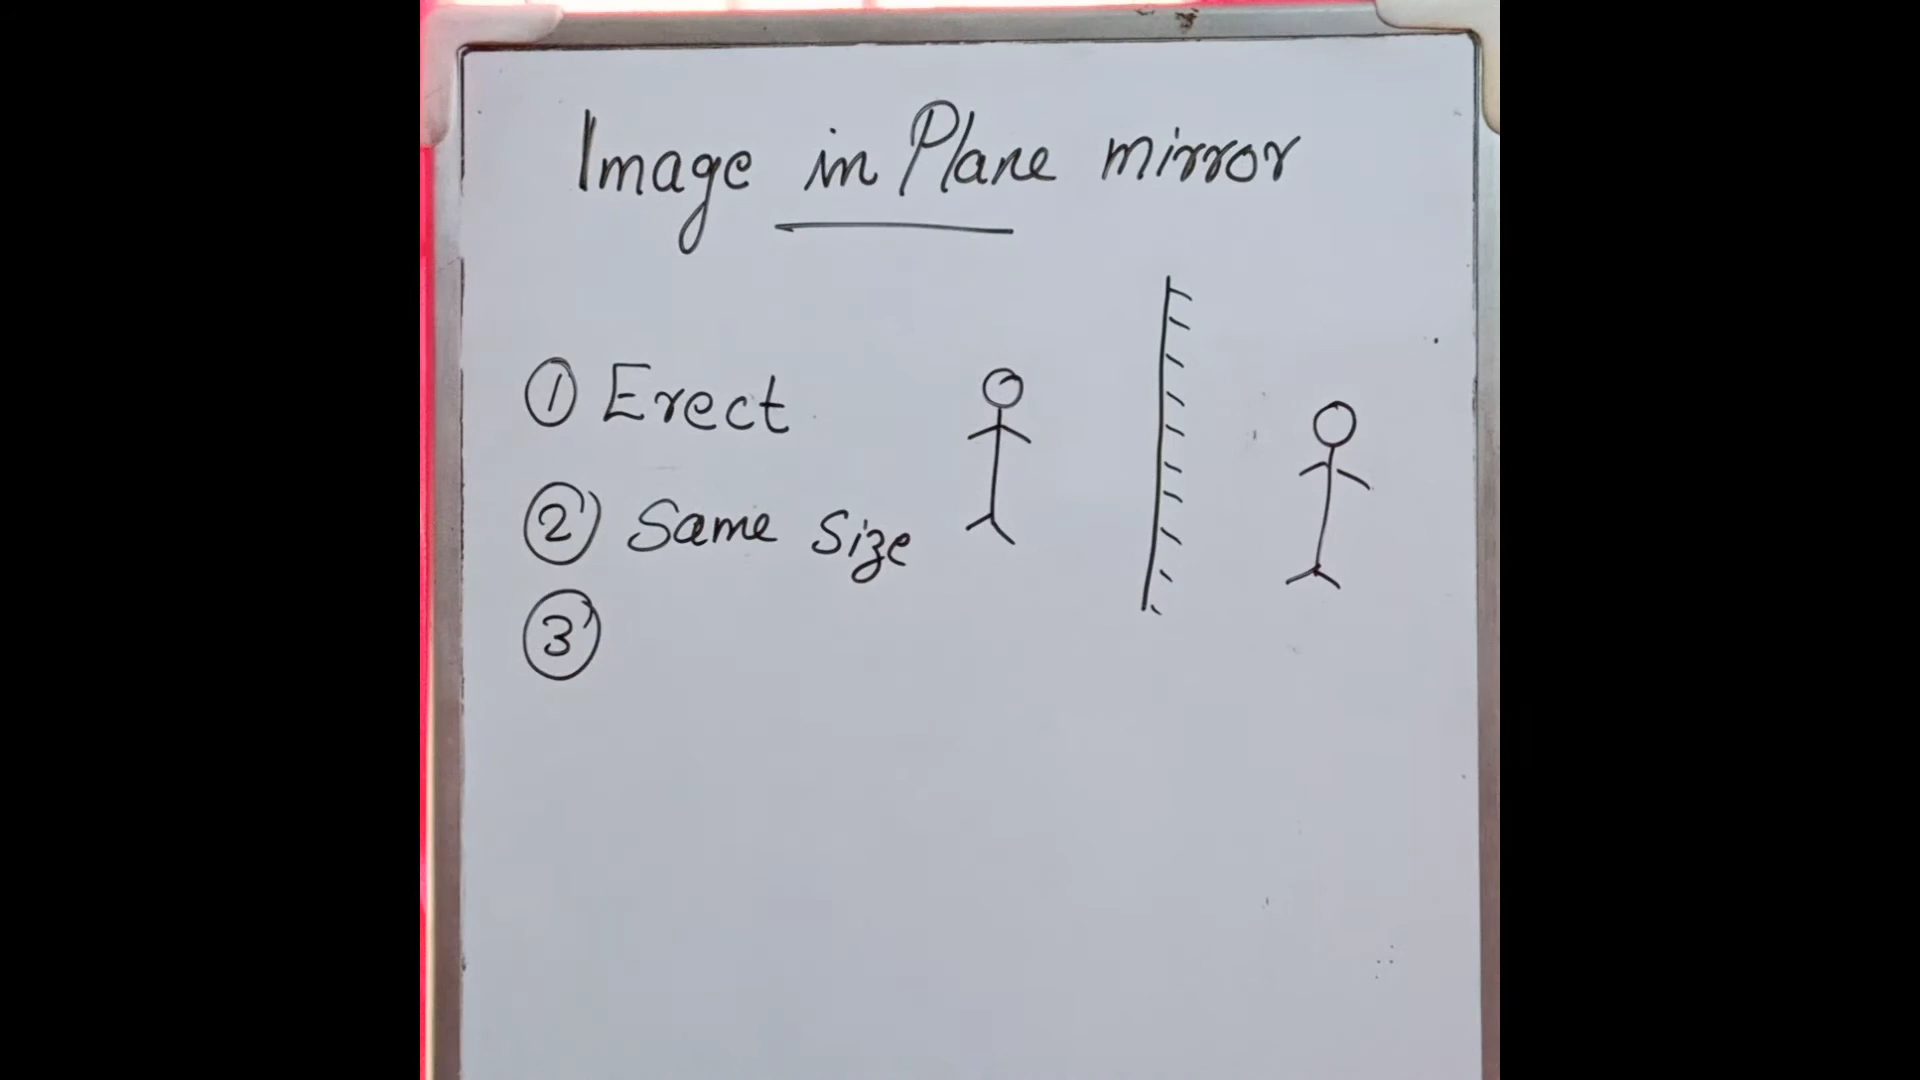 Image in Plane mirror
① Erect
② Same Size
③